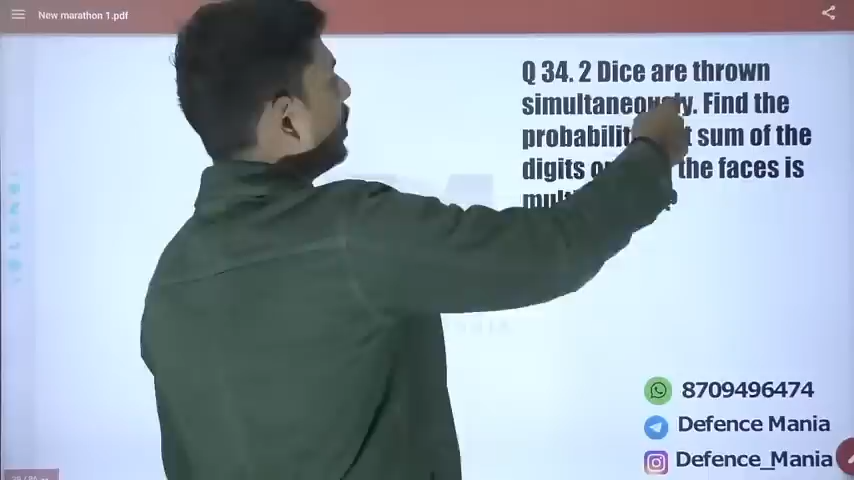 New marathon 1.pdf
Q 34. 2 Dice are thrown
simultaneously. Find the
sum of the
digits the faces is
8709496474
Defence Mania
Defence_Mania